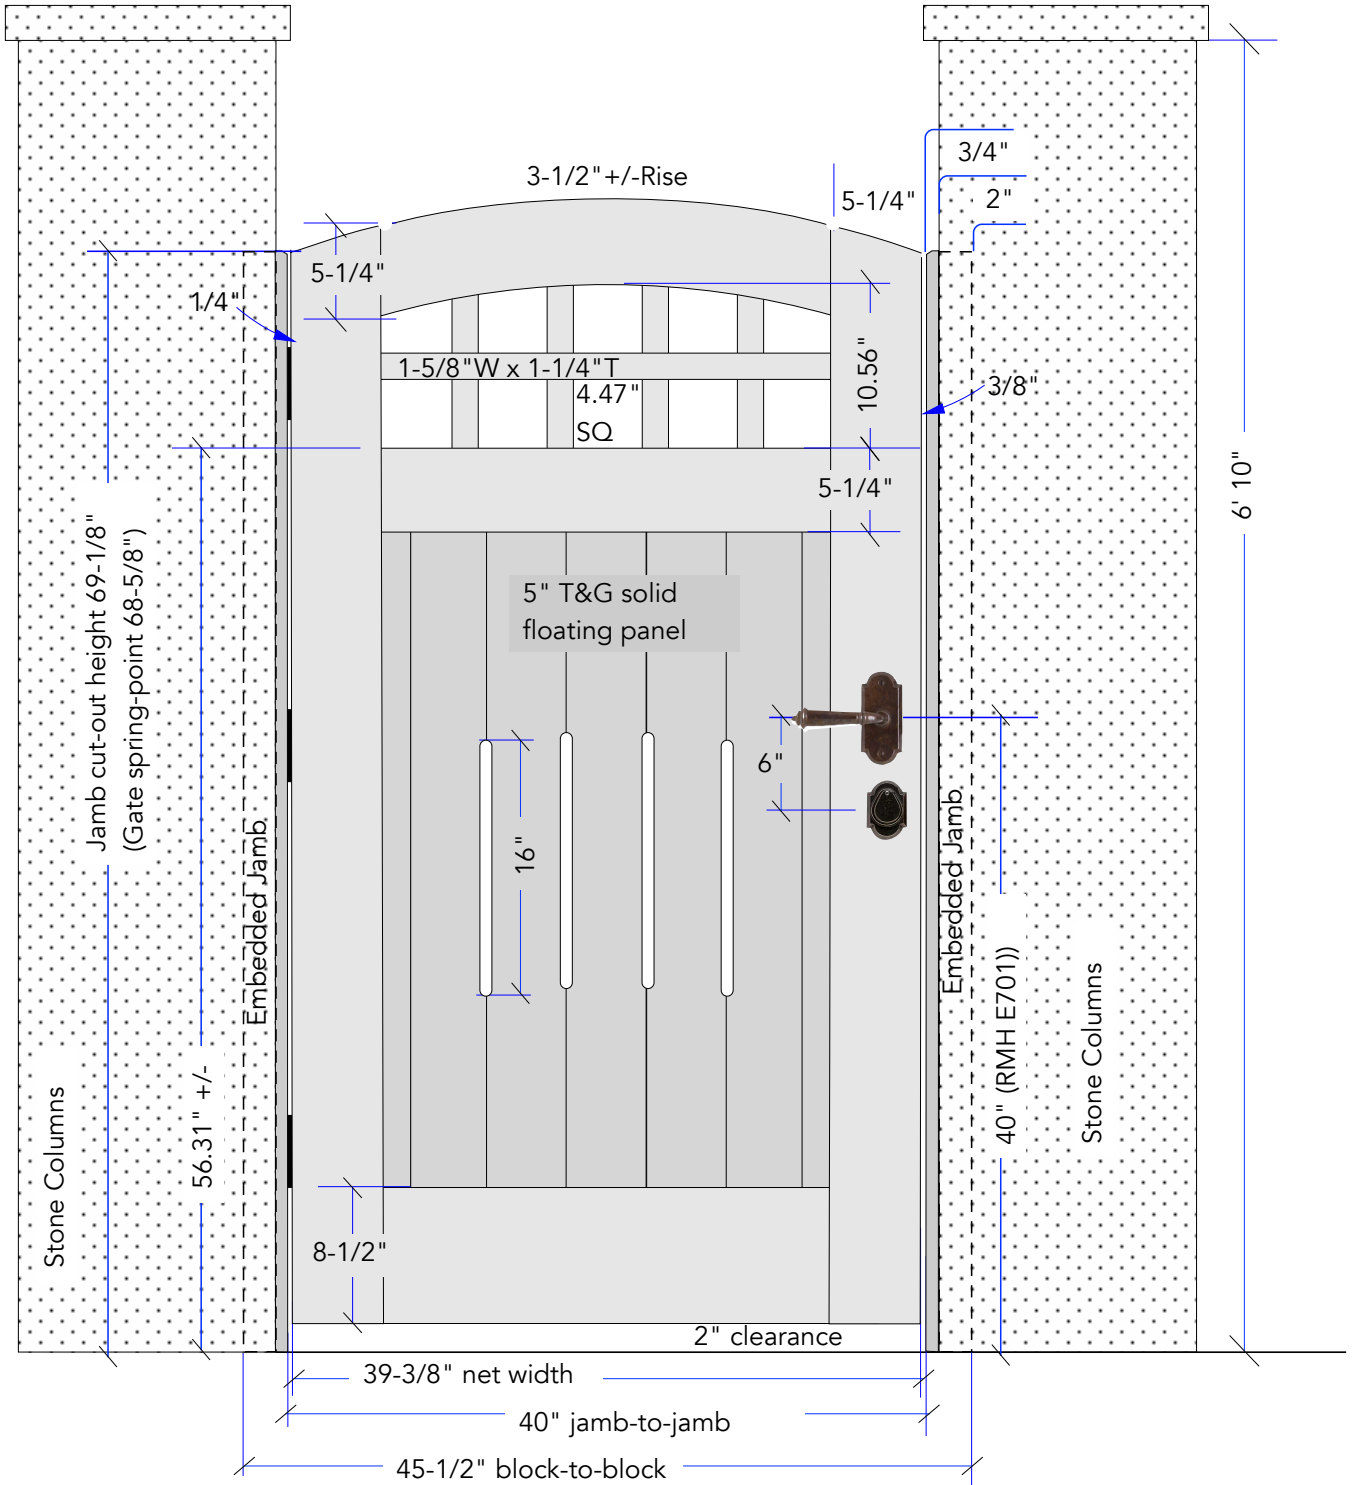 3-1/2"+/-Rise
5-1/4"
3/4"
2"
5-1/4"
1/4"
1-5/8"W x 1-1/4"T
4.47"
SQ
10.56"
3/8"
5-1/4"
6' 10"
Jamb cut-out height 69-1/8"
(Gate spring-point 68-5/8")
5" T&G solid
floating panel
6"
16"
Embedded Jamb
Embedded Jamb
40" (RMH E701))
Stone Columns
Stone Columns
56.31" +/-
8-1/2"
2" clearance
39-3/8" net width
40" jamb-to-jamb
45-1/2" block-to-block